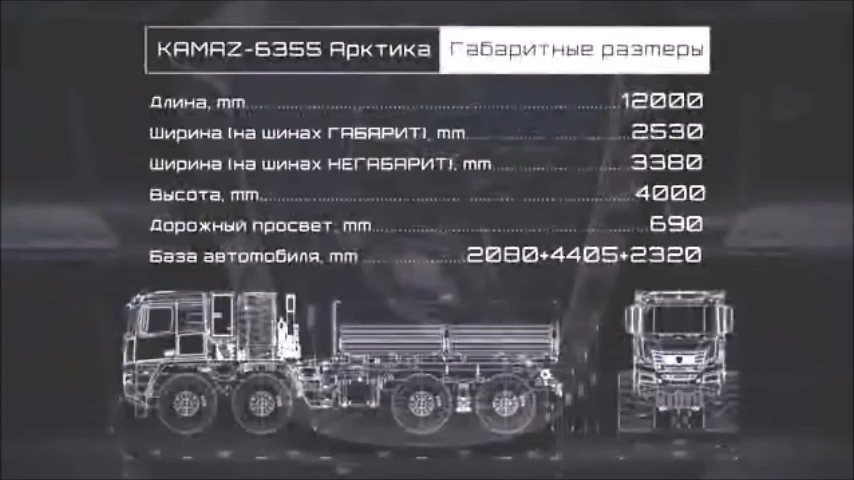 KAMAZ-6355 Арктика Габаритные размеры
Длина, mm 12000
Ширина (на шинах ГАБАРИТ), mm 2530
Ширина (на шинах НЕГАБАРИТ), mm 3380
Высота, mm 4000
Дорожный просвет, mm 690
База автомобиля, mm 2080+4405+2320